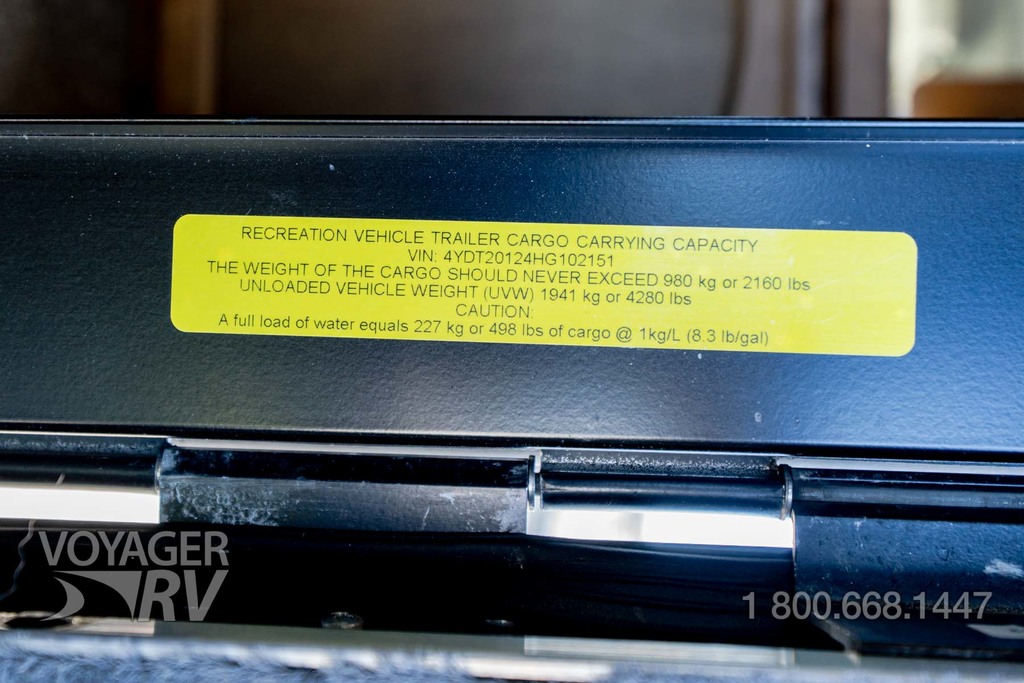 RECREATION VEHICLE TRAILER CARGO CARRYING CAPACITY
VIN: 4YDT20124HG102151
THE WEIGHT OF THE CARGO SHOULD NEVER EXCEED 980 kg or 2160 lbs
UNLOADED VEHICLE WEIGHT (UVW) 1941 kg or 4280 lbs
CAUTION:
A full load of water equals 227 kg or 498 lbs of cargo @ 1kg/L (8.3 lb/gal)
VOYAGER
RV
1 800.668.1447